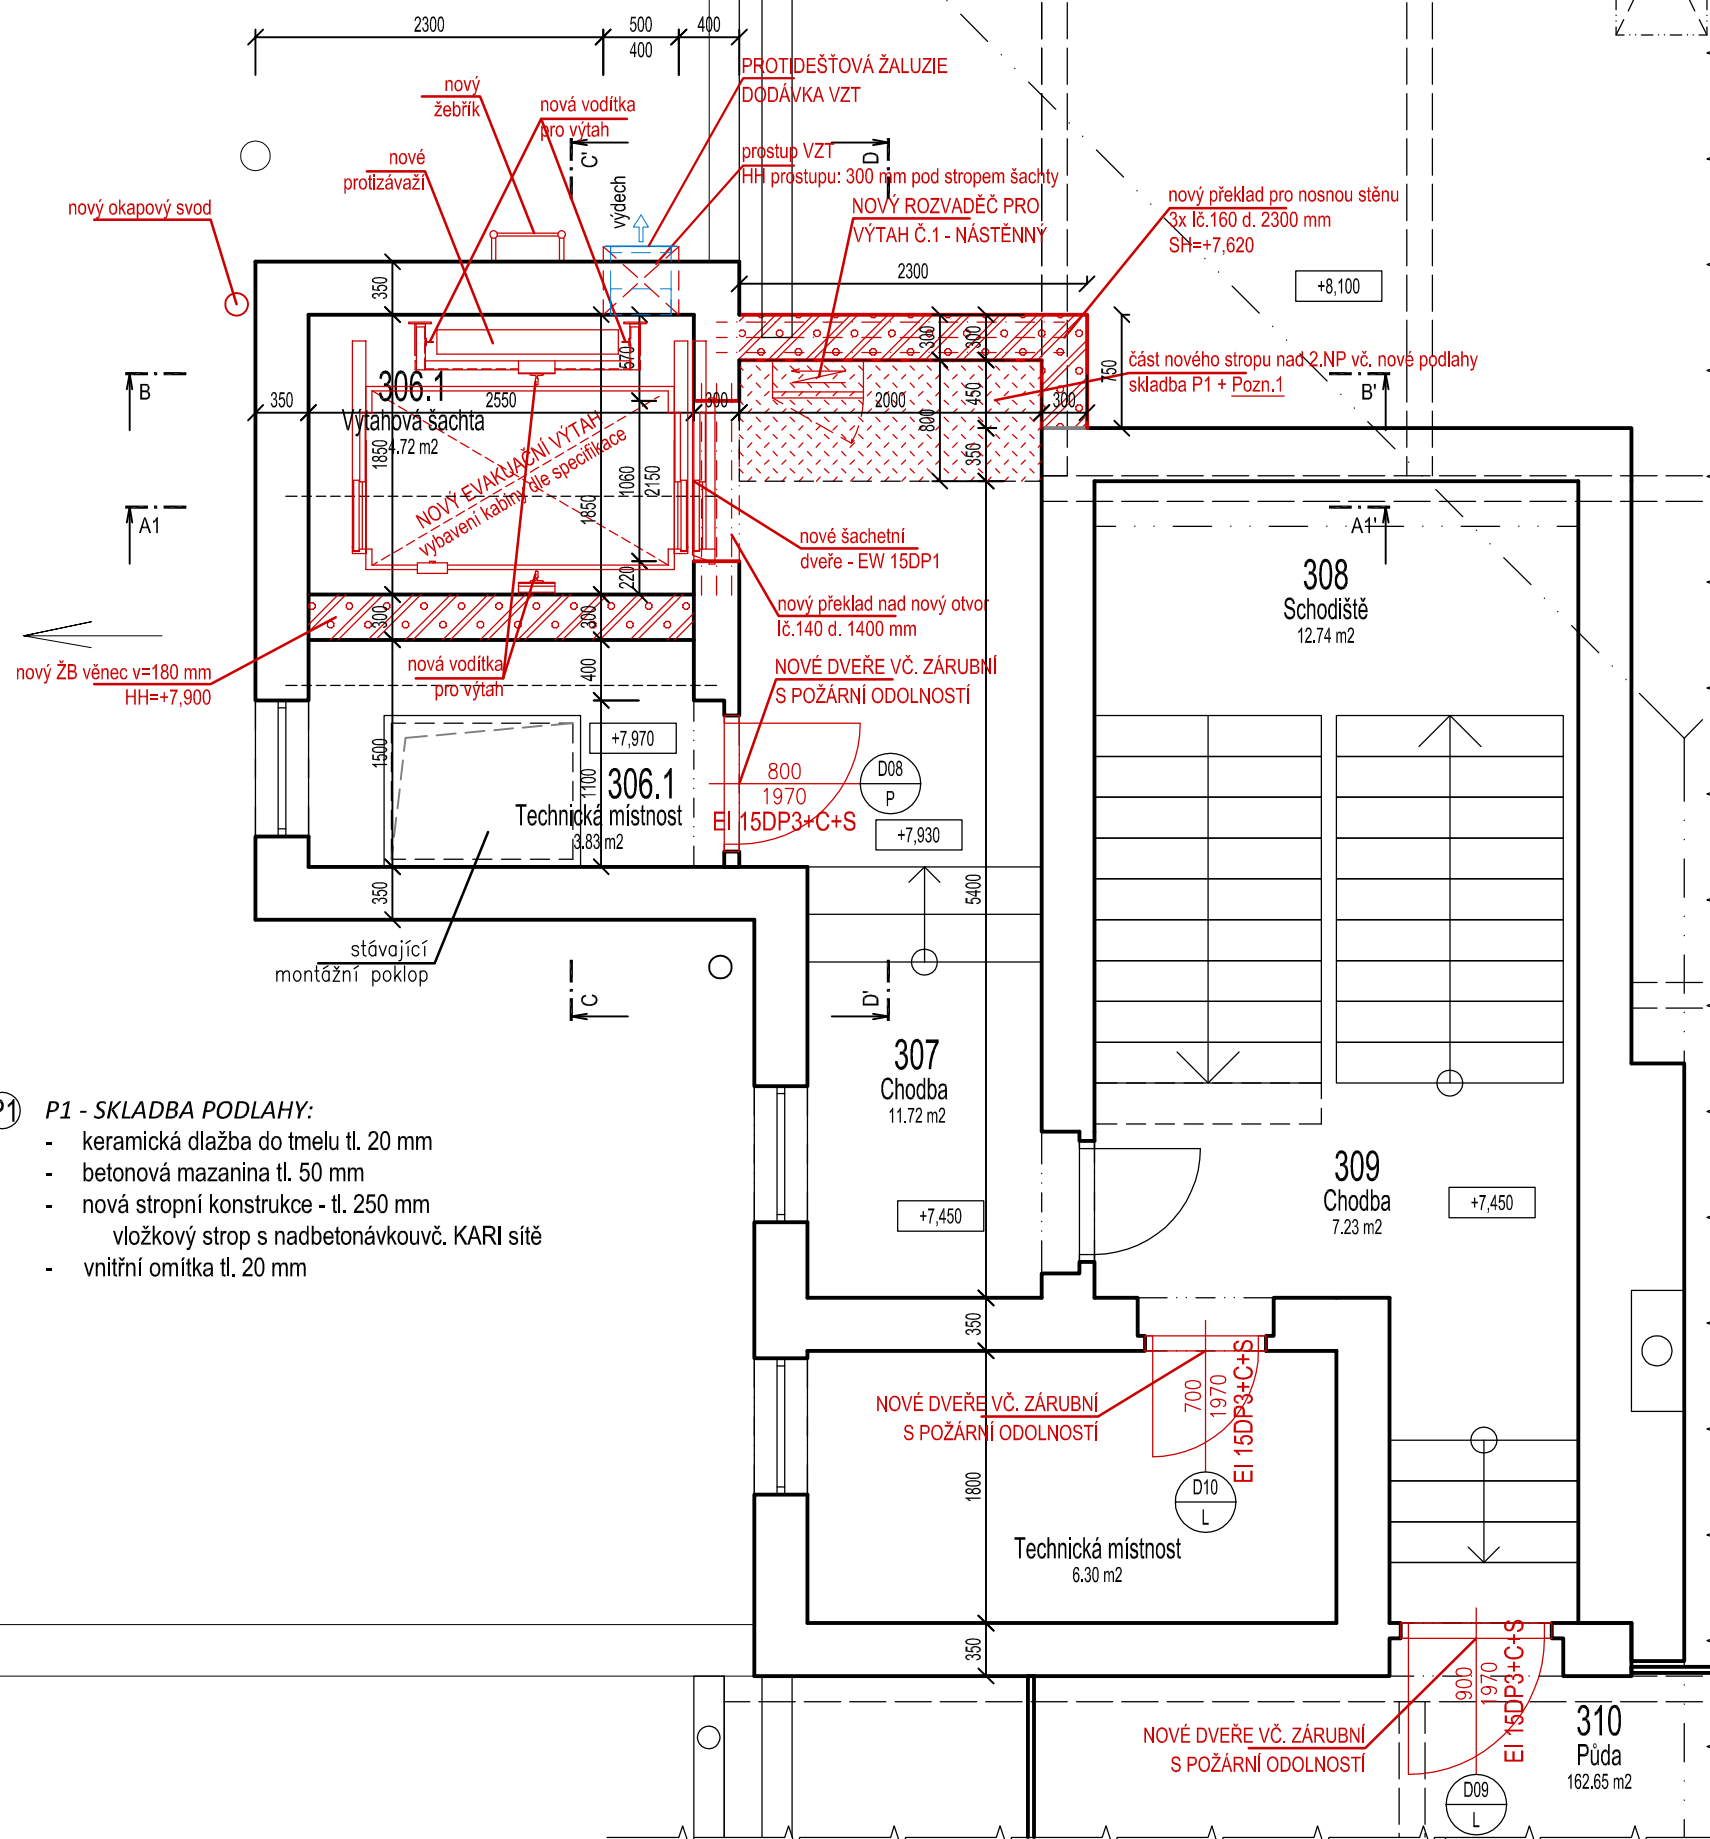 2300
500
400
400
PROTIDEŠŤOVÁ ŽALUZIE
DODÁVKA VZT
nový
žebřík
nová vodítka
pro výtah
C'
D
prostup VZT
HH prostupu: 300 mm pod stropem šachty
nové
protizávaží
výdech
NOVÝ ROZVADĚČ PRO
VÝTAH Č.1 - NÁSTĚNNÝ
nový překlad pro nosnou stěnu
3x Ič.160 d. 2300 mm
SH=+7,620
nový okapový svod
2300
+8,100
350
300
300
570
750
část nového stropu nad 2.NP vč. nové podlahy
skladba P1 + Pozn.1
B
B'
306.1
Výtahová šachta
4.72 m2
350
2550
300
2000
300
450
800
350
1850
1850
1060
2150
220
NOVÝ EVAKUAČNÍ VÝTAH
vybavení kabiny dle specifikace
A1
A1'
nové šachetní
dveře - EW 15DP1
308
Schodiště
12.74 m2
nový překlad nad nový otvor
Ič.140 d. 1400 mm
300
300
400
nový ŽB věnec v=180 mm
HH=+7,900
nová vodítka
pro výtah
NOVÉ DVEŘE VČ. ZÁRUBNÍ
S POŽÁRNÍ ODOLNOSTÍ
+7,970
1500
1100
306.1
Technická místnost
3.83 m2
800
1970
EI 15DP3+C+S
D08
P
+7,930
350
5400
stávající
montážní poklop
C
D'
307
Chodba
11.72 m2
P1
P1 - SKLADBA PODLAHY:
- keramická dlažba do tmelu tl. 20 mm
- betonová mazanina tl. 50 mm
- nová stropní konstrukce - tl. 250 mm
vložkový strop s nadbetonávkouvč. KARI sítě
- vnitřní omítka tl. 20 mm
+7,450
309
Chodba
7.23 m2
+7,450
350
NOVÉ DVEŘE VČ. ZÁRUBNÍ
S POŽÁRNÍ ODOLNOSTÍ
700
1970
EI 15DP3+C+S
D10
L
1800
Technická místnost
6.30 m2
350
900
1970
EI 15DP3+C+S
NOVÉ DVEŘE VČ. ZÁRUBNÍ
S POŽÁRNÍ ODOLNOSTÍ
D09
L
310
Půda
162.65 m2